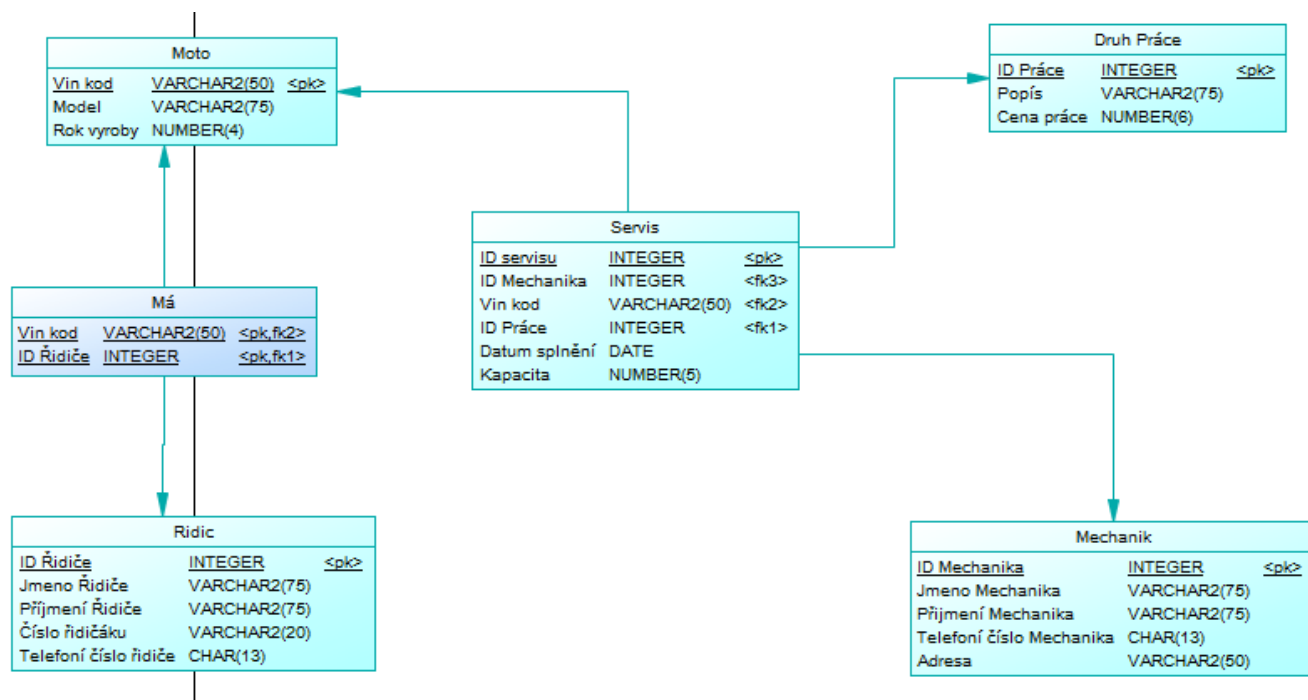 Moto
Vin kod VARCHAR2(50) <pk>
Model VARCHAR2(75)
Rok vyroby NUMBER(4)
Druh Práce
ID Práce INTEGER <pk>
Popís VARCHAR2(75)
Cena práce NUMBER(6)
Servis
ID servisu INTEGER <pk>
ID Mechanika INTEGER <fk3>
Vin kod VARCHAR2(50) <fk2>
ID Práce INTEGER <fk1>
Datum splnění DATE
Kapacita NUMBER(5)
Má
Vin kod VARCHAR2(50) <pk,fk2>
ID Řidiče INTEGER <pk,fk1>
Ridic
ID Řidiče INTEGER <pk>
Jmeno Řidiče VARCHAR2(75)
Příjmení Řidiče VARCHAR2(75)
Číslo řidičáku VARCHAR2(20)
Telefoní číslo řidiče CHAR(13)
Mechanik
ID Mechanika INTEGER <pk>
Jmeno Mechanika VARCHAR2(75)
Přijmení Mechanika VARCHAR2(75)
Telefoní číslo Mechanika CHAR(13)
Adresa VARCHAR2(50)